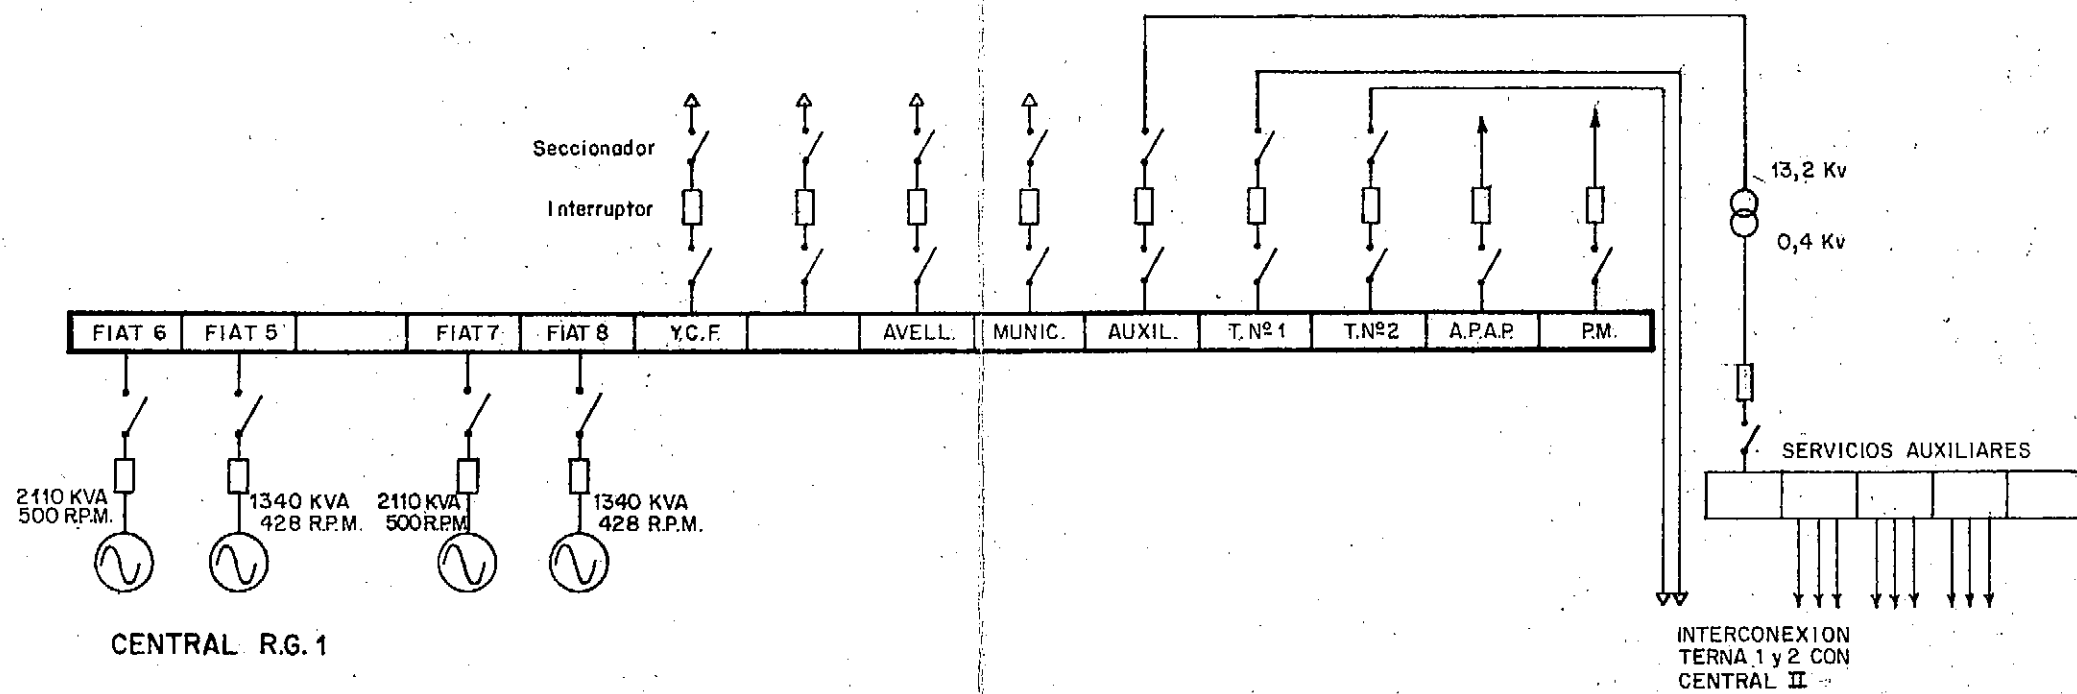 Seccionador
Interruptor
13,2 Kv
0,4 Kv
FIAT 6 FIAT 5 FIAT 7 FIAT 8 Y.C.F. AVELL. MUNIC. AUXIL. T. Nº 1 T. Nº 2 A.P.A.P. P.M.
SERVICIOS AUXILIARES
2110 KVA
500 R.P.M.
1340 KVA
428 R.P.M.
2110 KVA
500 R.P.M
1340 KVA
428 R.P.M.
CENTRAL R.G. 1
INTERCONEXION
TERNA 1 y 2 CON
CENTRAL II